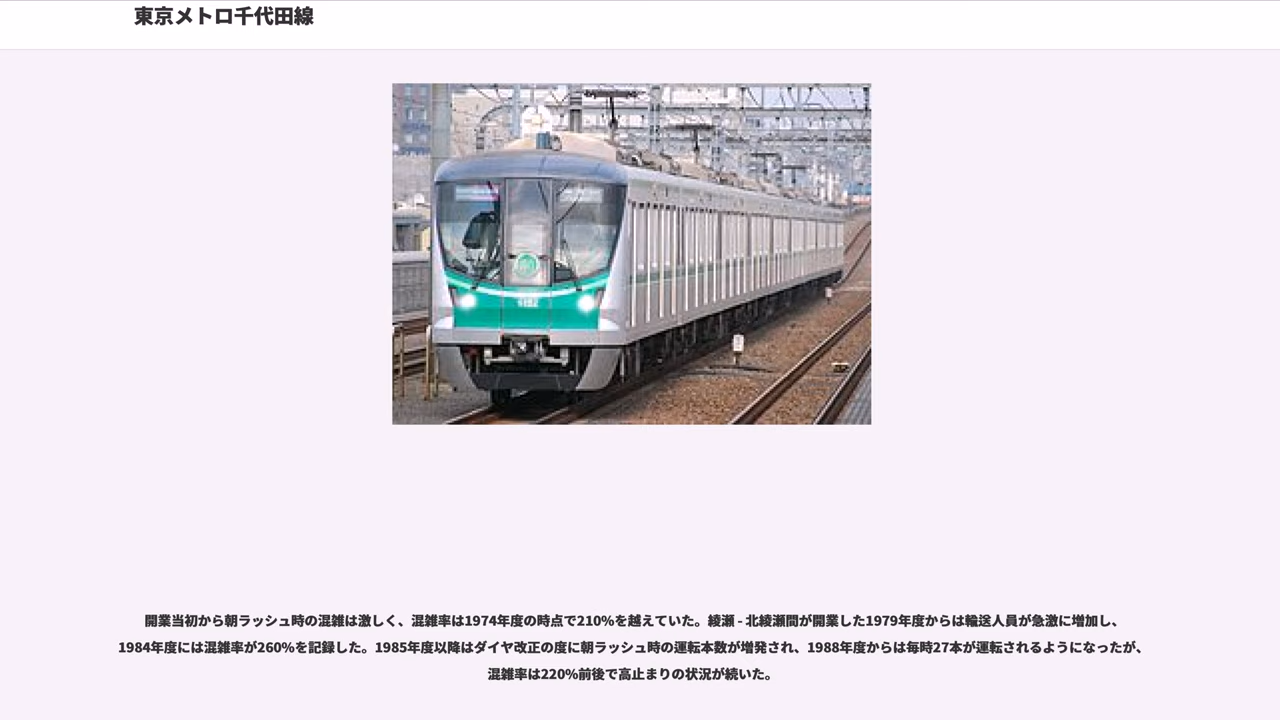 東京メトロ千代田線
開業当初から朝ラッシュ時の混雑は激しく、混雑率は1974年度の時点で210%を越えていた。綾瀬 - 北綾瀬間が開業した1979年度からは輸送人員が急激に増加し、
1984年度には混雑率が260%を記録した。1985年度以降はダイヤ改正の度に朝ラッシュ時の運転本数が増発され、1988年度からは毎時27本が運転されるようになったが、
混雑率は220%前後で高止まりの状況が続いた。